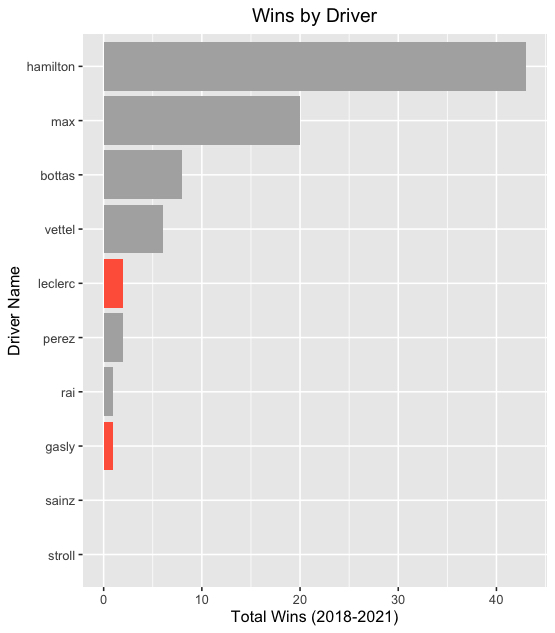 Wins by Driver
Driver Name
hamilton
max
bottas
vettel
leclerc
perez
rai
gasly
sainz
stroll
0 10 20 30 40
Total Wins (2018-2021)